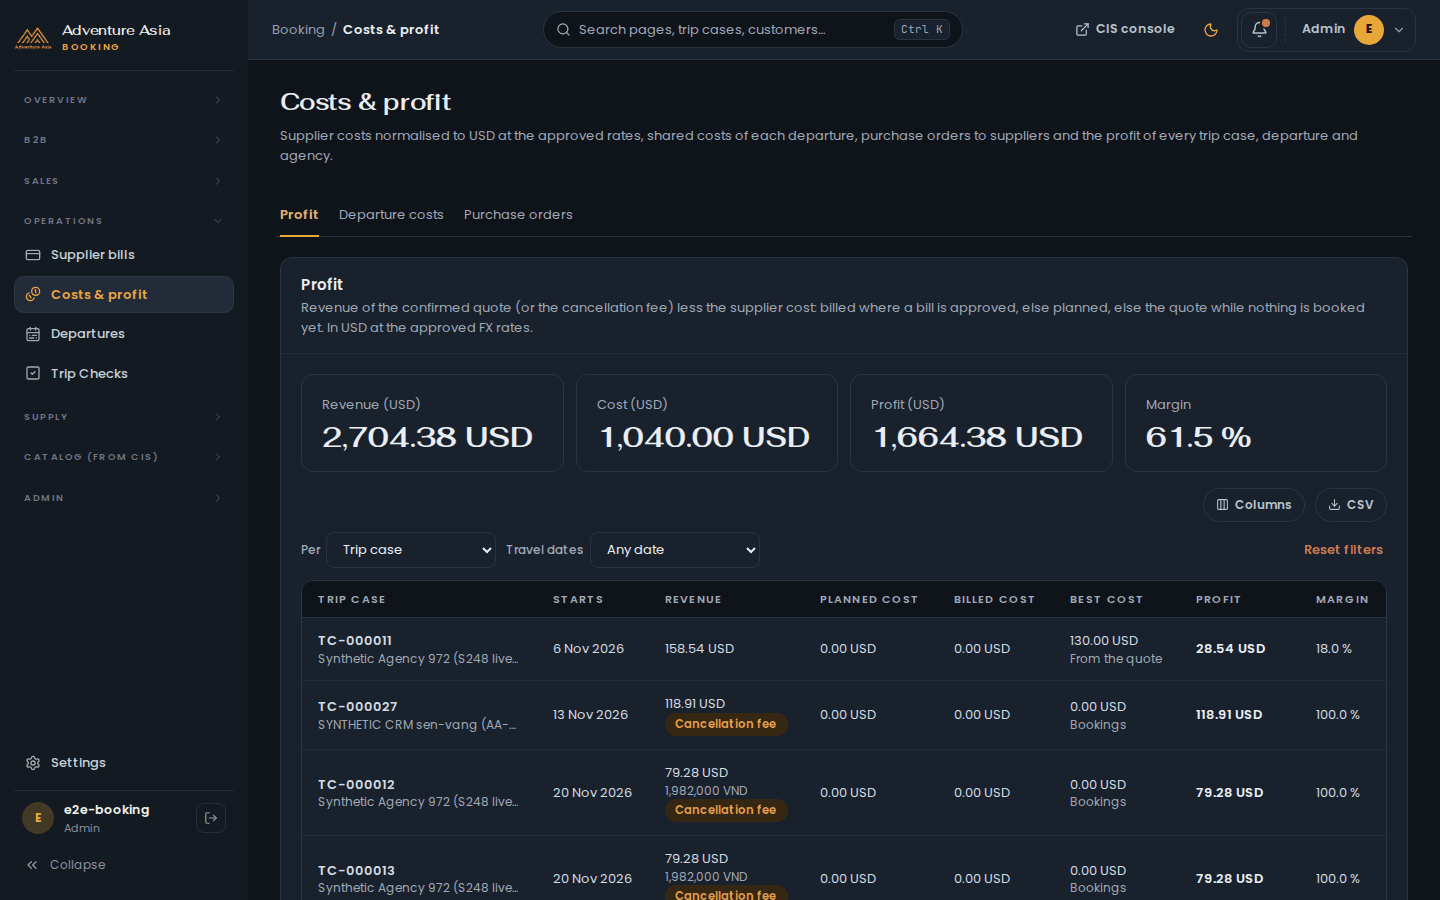 Adventure Asia
BOOKING
Adventure Asia
Booking / Costs & profit
Search pages, trip cases, customers...
Ctrl K
CIS console
Admin
E
OVERVIEW
B2B
SALES
OPERATIONS
Supplier bills
Costs & profit
Departures
Trip Checks
SUPPLY
CATALOG (FROM CIS)
ADMIN
Settings
E
e2e-booking
Admin
Collapse
Costs & profit
Supplier costs normalised to USD at the approved rates, shared costs of each departure, purchase orders to suppliers and the profit of every trip case, departure and
agency.
Profit
Departure costs
Purchase orders
Profit
Revenue of the confirmed quote (or the cancellation fee) less the supplier cost: billed where a bill is approved, else planned, else the quote while nothing is booked
yet. In USD at the approved FX rates.
Revenue (USD)
2,704.38 USD
Cost (USD)
1,040.00 USD
Profit (USD)
1,664.38 USD
Margin
61.5 %
Columns
CSV
Per
Trip case
Travel dates
Any date
Reset filters
TRIP CASE STARTS REVENUE PLANNED COST BILLED COST BEST COST PROFIT MARGIN
TC-000011
Synthetic Agency 972 (S248 live...
6 Nov 2026
158.54 USD
0.00 USD
0.00 USD
130.00 USD
From the quote
28.54 USD
18.0 %
TC-000027
SYNTHETIC CRM sen-vang (AA-...
13 Nov 2026
118.91 USD
Cancellation fee
0.00 USD
0.00 USD
0.00 USD
Bookings
118.91 USD
100.0 %
TC-000012
Synthetic Agency 972 (S248 live...
20 Nov 2026
79.28 USD
1,982,000 VND
Cancellation fee
0.00 USD
0.00 USD
0.00 USD
Bookings
79.28 USD
100.0 %
TC-000013
Synthetic Agency 972 (S248 live...
20 Nov 2026
79.28 USD
1,982,000 VND
Cancellation fee
0.00 USD
0.00 USD
0.00 USD
Bookings
79.28 USD
100.0 %